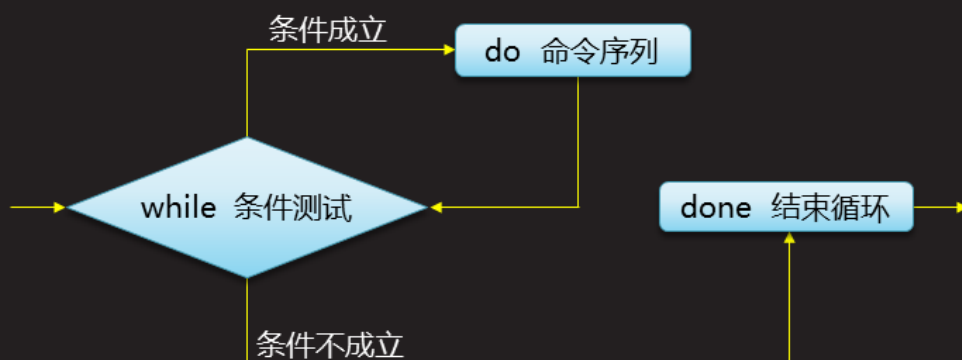 条件成立
do 命令序列
while 条件测试
done 结束循环
条件不成立